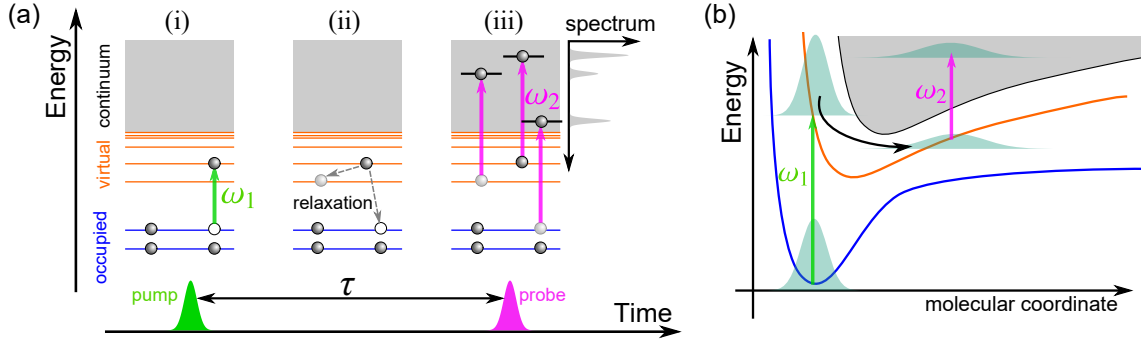 (a)
(i)
(ii)
(iii)
spectrum
Energy
continuum
virtual
occupied
ω1
relaxation
ω2
pump
τ
probe
Time
(b)
Energy
ω1
ω2
molecular coordinate